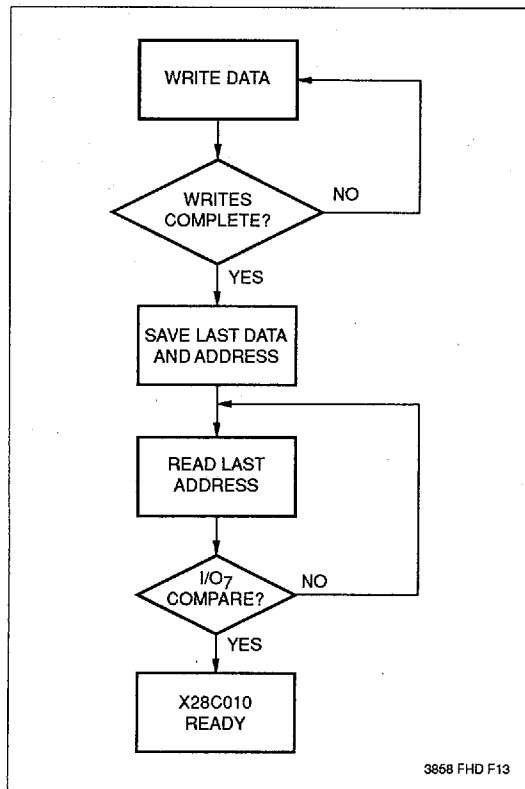 WRITE DATA
WRITES
COMPLETE?
NO
YES
SAVE LAST DATA
AND ADDRESS
READ LAST
ADDRESS
I/O7
COMPARE?
NO
YES
X28C010
READY
3858 FHD F13